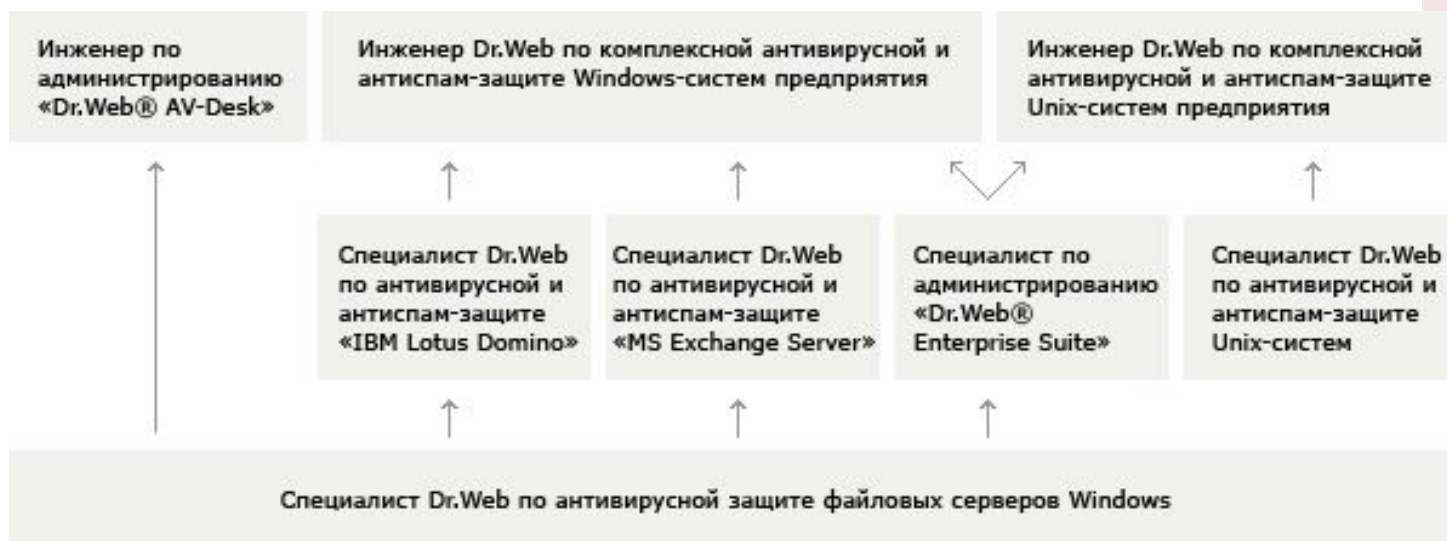 Инженер по
администрированию
«Dr.Web® AV-Desk»
Инженер Dr.Web по комплексной антивирусной и
антиспам-защите Windows-систем предприятия
Инженер Dr.Web по комплексной
антивирусной и антиспам-защите
Unix-систем предприятия
Специалист Dr.Web
по антивирусной и
антиспам-защите
«IBM Lotus Domino»
Специалист Dr.Web
по антивирусной и
антиспам-защите
«MS Exchange Server»
Специалист по
администрированию
«Dr.Web®
Enterprise Suite»
Специалист Dr.Web
по антивирусной и
антиспам-защите
Unix-систем
Специалист Dr.Web по антивирусной защите файловых серверов Windows